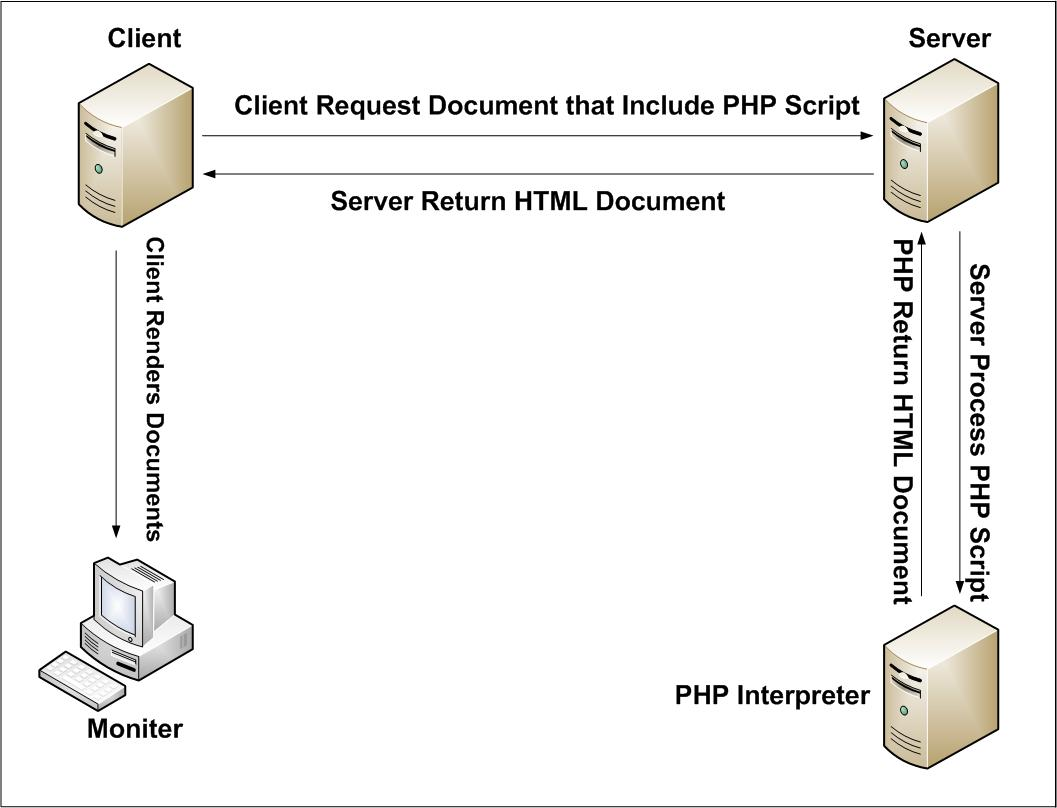 Client
Server
Client Request Document that Include PHP Script
Server Return HTML Document
Client Renders Documents
PHP Return HTML Document
Server Process PHP Script
PHP Interpreter
Moniter